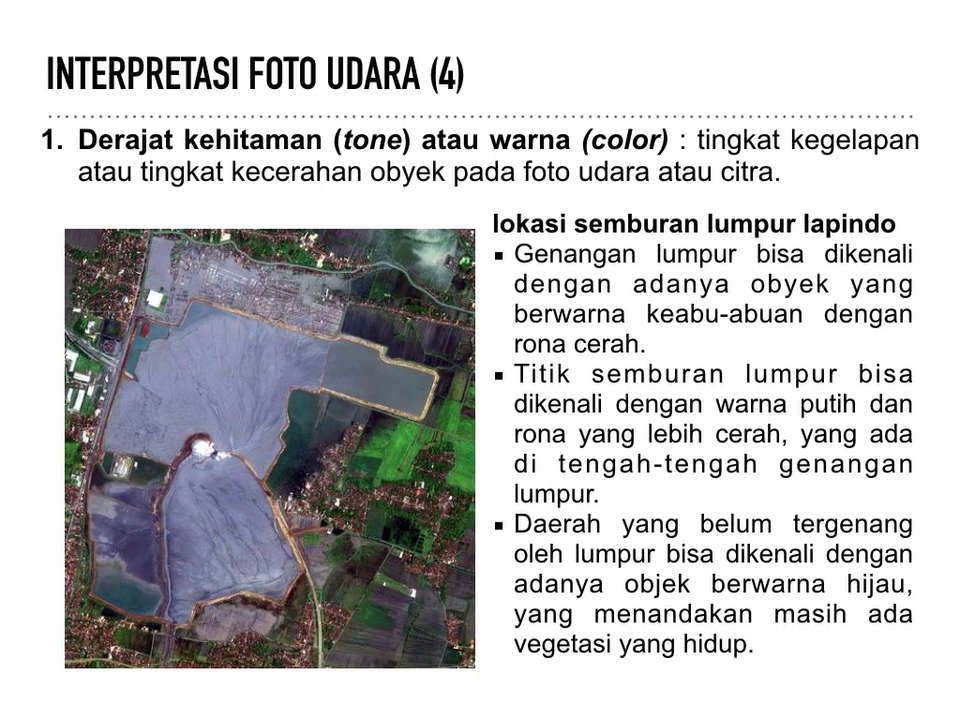 INTERPRETASI FOTO UDARA (4)
1. Derajat kehitaman (tone) atau warna (color) : tingkat kegelapan
atau tingkat kecerahan obyek pada foto udara atau citra.
lokasi semburan lumpur lapindo
▪ Genangan lumpur bisa dikenali
dengan adanya obyek yang
berwarna keabu-abuan dengan
rona cerah.
▪ Titik semburan lumpur bisa
dikenali dengan warna putih dan
rona yang lebih cerah, yang ada
di tengah-tengah genangan
lumpur.
▪ Daerah yang belum tergenang
oleh lumpur bisa dikenali dengan
adanya objek berwarna hijau,
yang menandakan masih ada
vegetasi yang hidup.